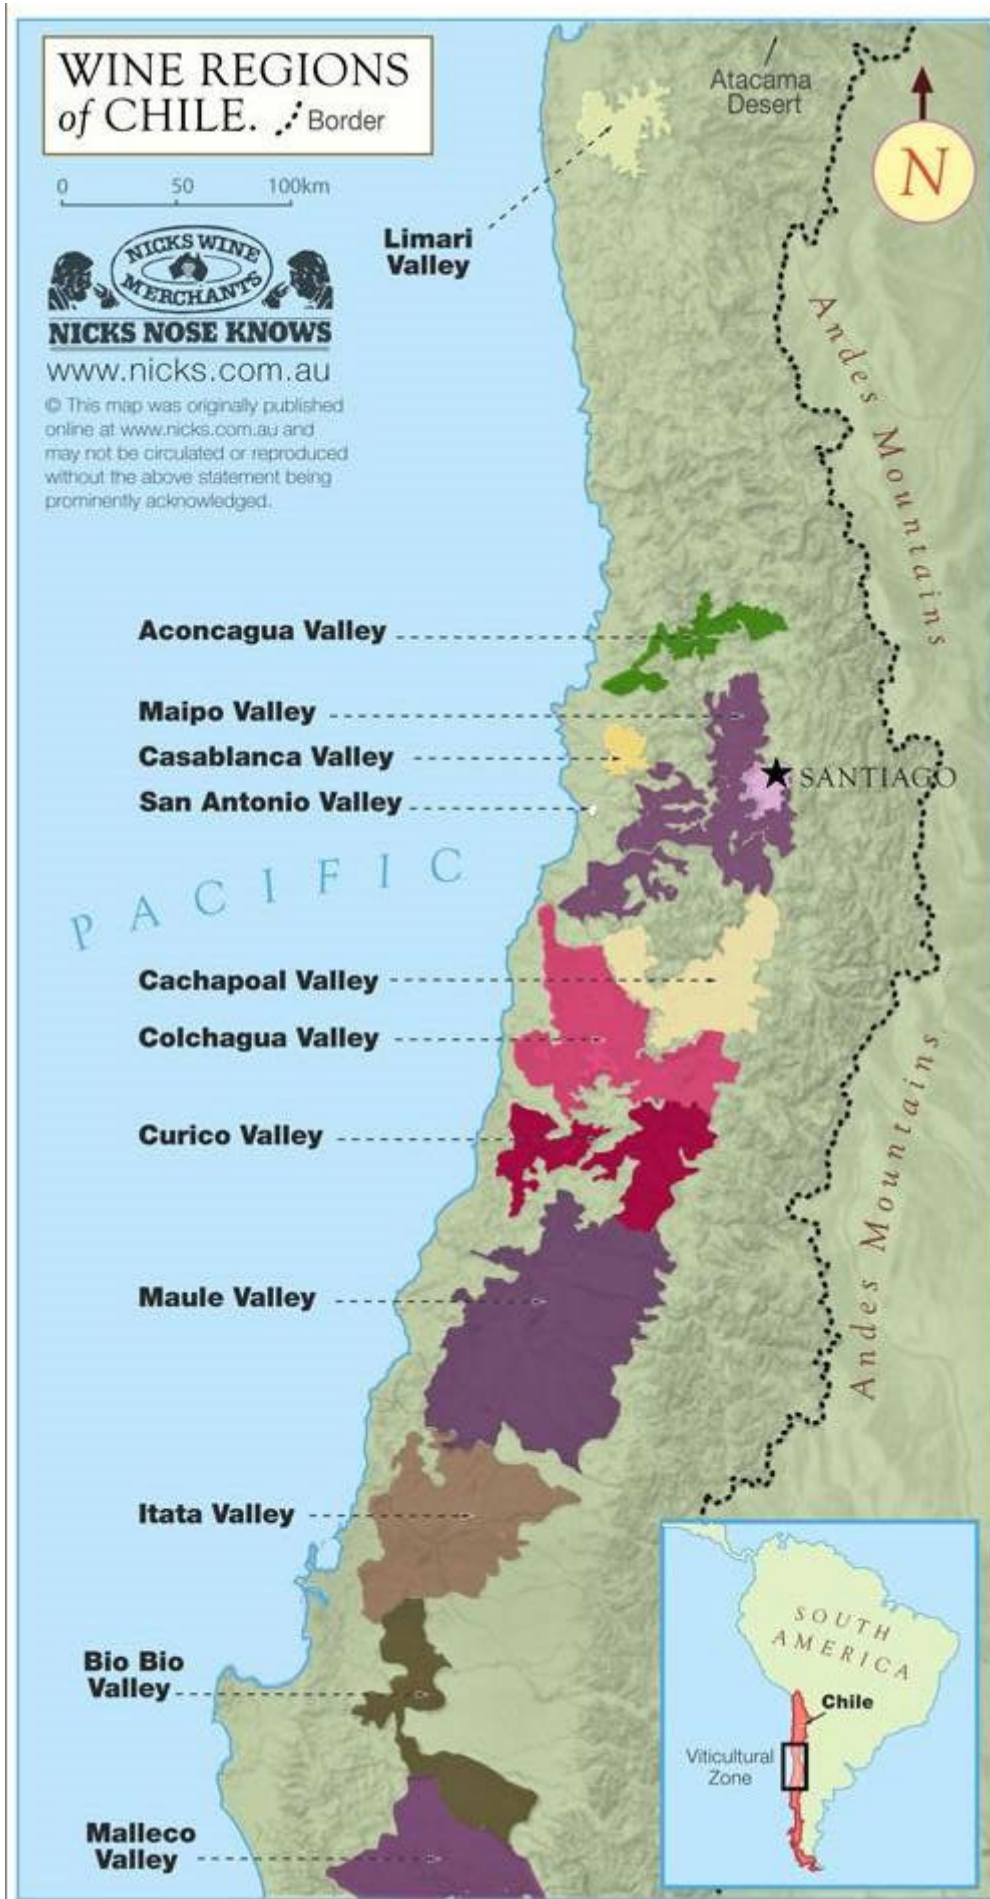 WINE REGIONS
of CHILE. Border
0 50 100km
NICKS WINE
MERCHANTS
NICKS NOSE KNOWS
www.nicks.com.au
© This map was originally published
online at www.nicks.com.au and
may not be circulated or reproduced
without the above statement being
prominently acknowledged.
Atacama
Desert
N
Limari
Valley
Andes Mountains
Aconcagua Valley
Maipo Valley
Casablanca Valley
SANTIAGO
San Antonio Valley
PACIFIC
Cachapoal Valley
Colchagua Valley
Curico Valley
Andes Mountains
Maule Valley
Itata Valley
Bio Bio
Valley
Malleco
Valley
SOUTH
AMERICA
Chile
Viticultural
Zone